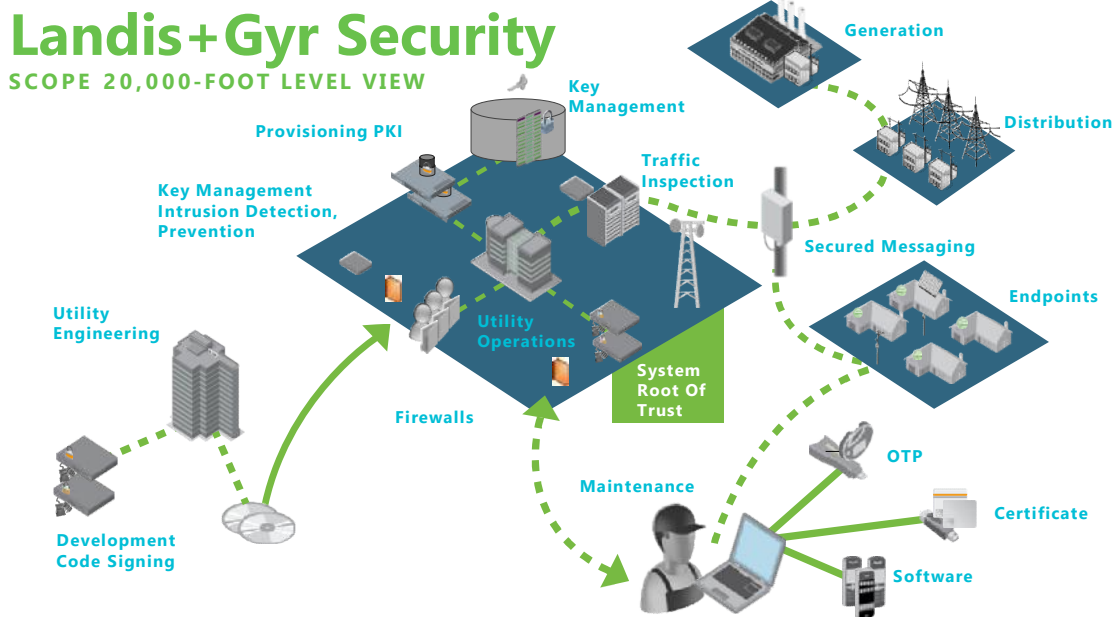 Landis+Gyr Security
SCOPE 20,000-FOOT LEVEL VIEW
Generation
Key
Management
Provisioning PKI
Distribution
Traffic
Inspection
Key Management
Intrusion Detection,
Prevention
Secured Messaging
Endpoints
Utility
Engineering
Utility
Operations
System
Root Of
Trust
Firewalls
OTP
Maintenance
Certificate
Development
Code Signing
Software